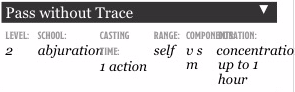 Pass without Trace ▼
LEVEL: SCHOOL: CASTING TIME: RANGE: COMPONENTS: DURATION:
2 abjuration 1 action self v s m concentratio
up to 1
hour